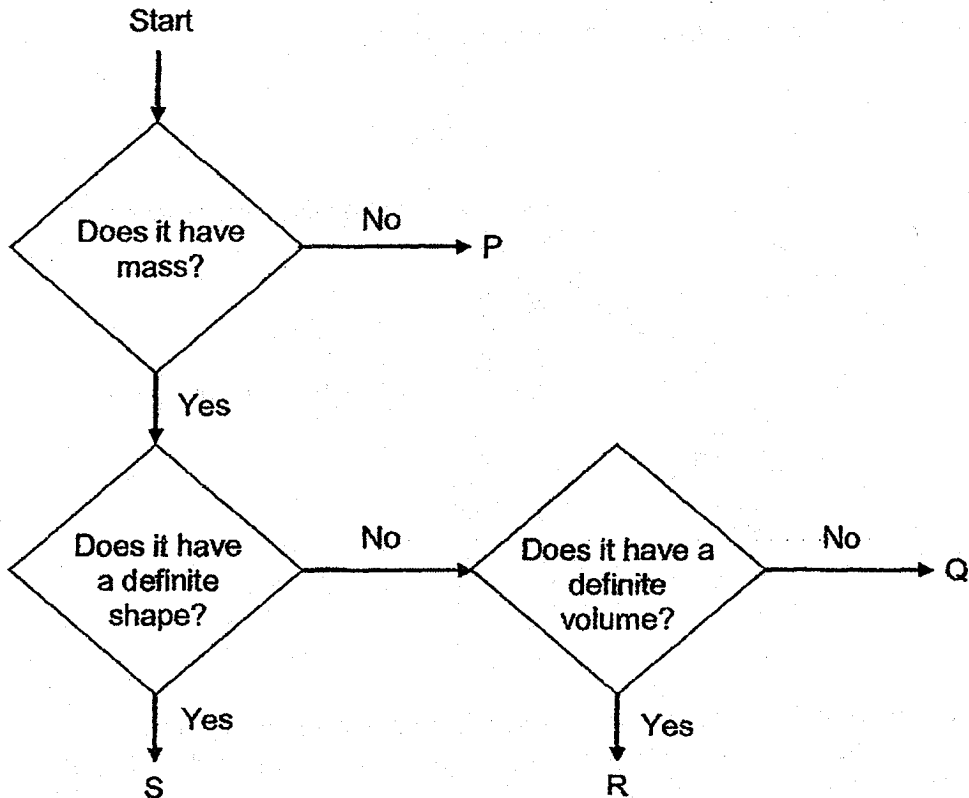 Start
Does it have
mass?
No
P
Yes
Does it have
a definite
shape?
No
Does it have a
definite
volume?
No
Q
Yes
S
Yes
R